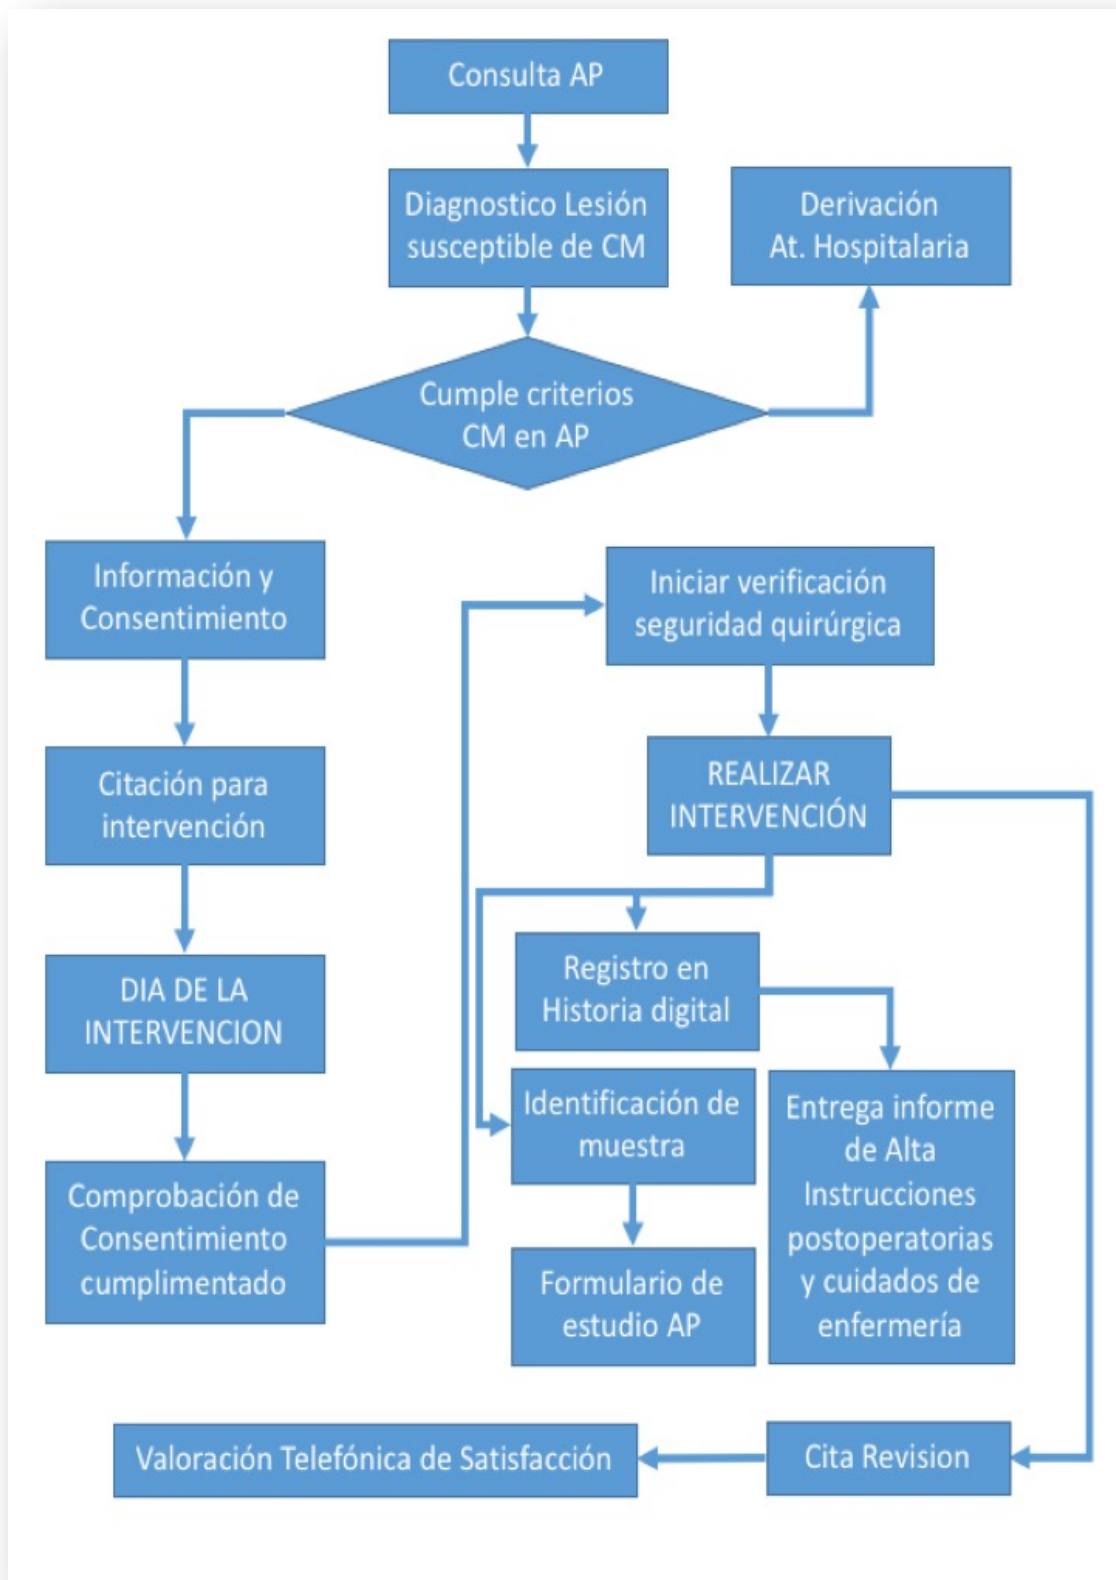 Consulta AP
Diagnostico Lesión
susceptible de CM
Derivación
At. Hospitalaria
Cumple criterios
CM en AP
Información y
Consentimiento
Citación para
intervención
DIA DE LA
INTERVENCION
Comprobación de
Consentimiento
cumplimentado
Iniciar verificación
seguridad quirúrgica
REALIZAR
INTERVENCIÓN
Registro en
Historia digital
Identificación de
muestra
Formulario de
estudio AP
Entrega informe
de Alta
Instrucciones
postoperatorias
y cuidados de
enfermería
Cita Revision
Valoración Telefónica de Satisfacción